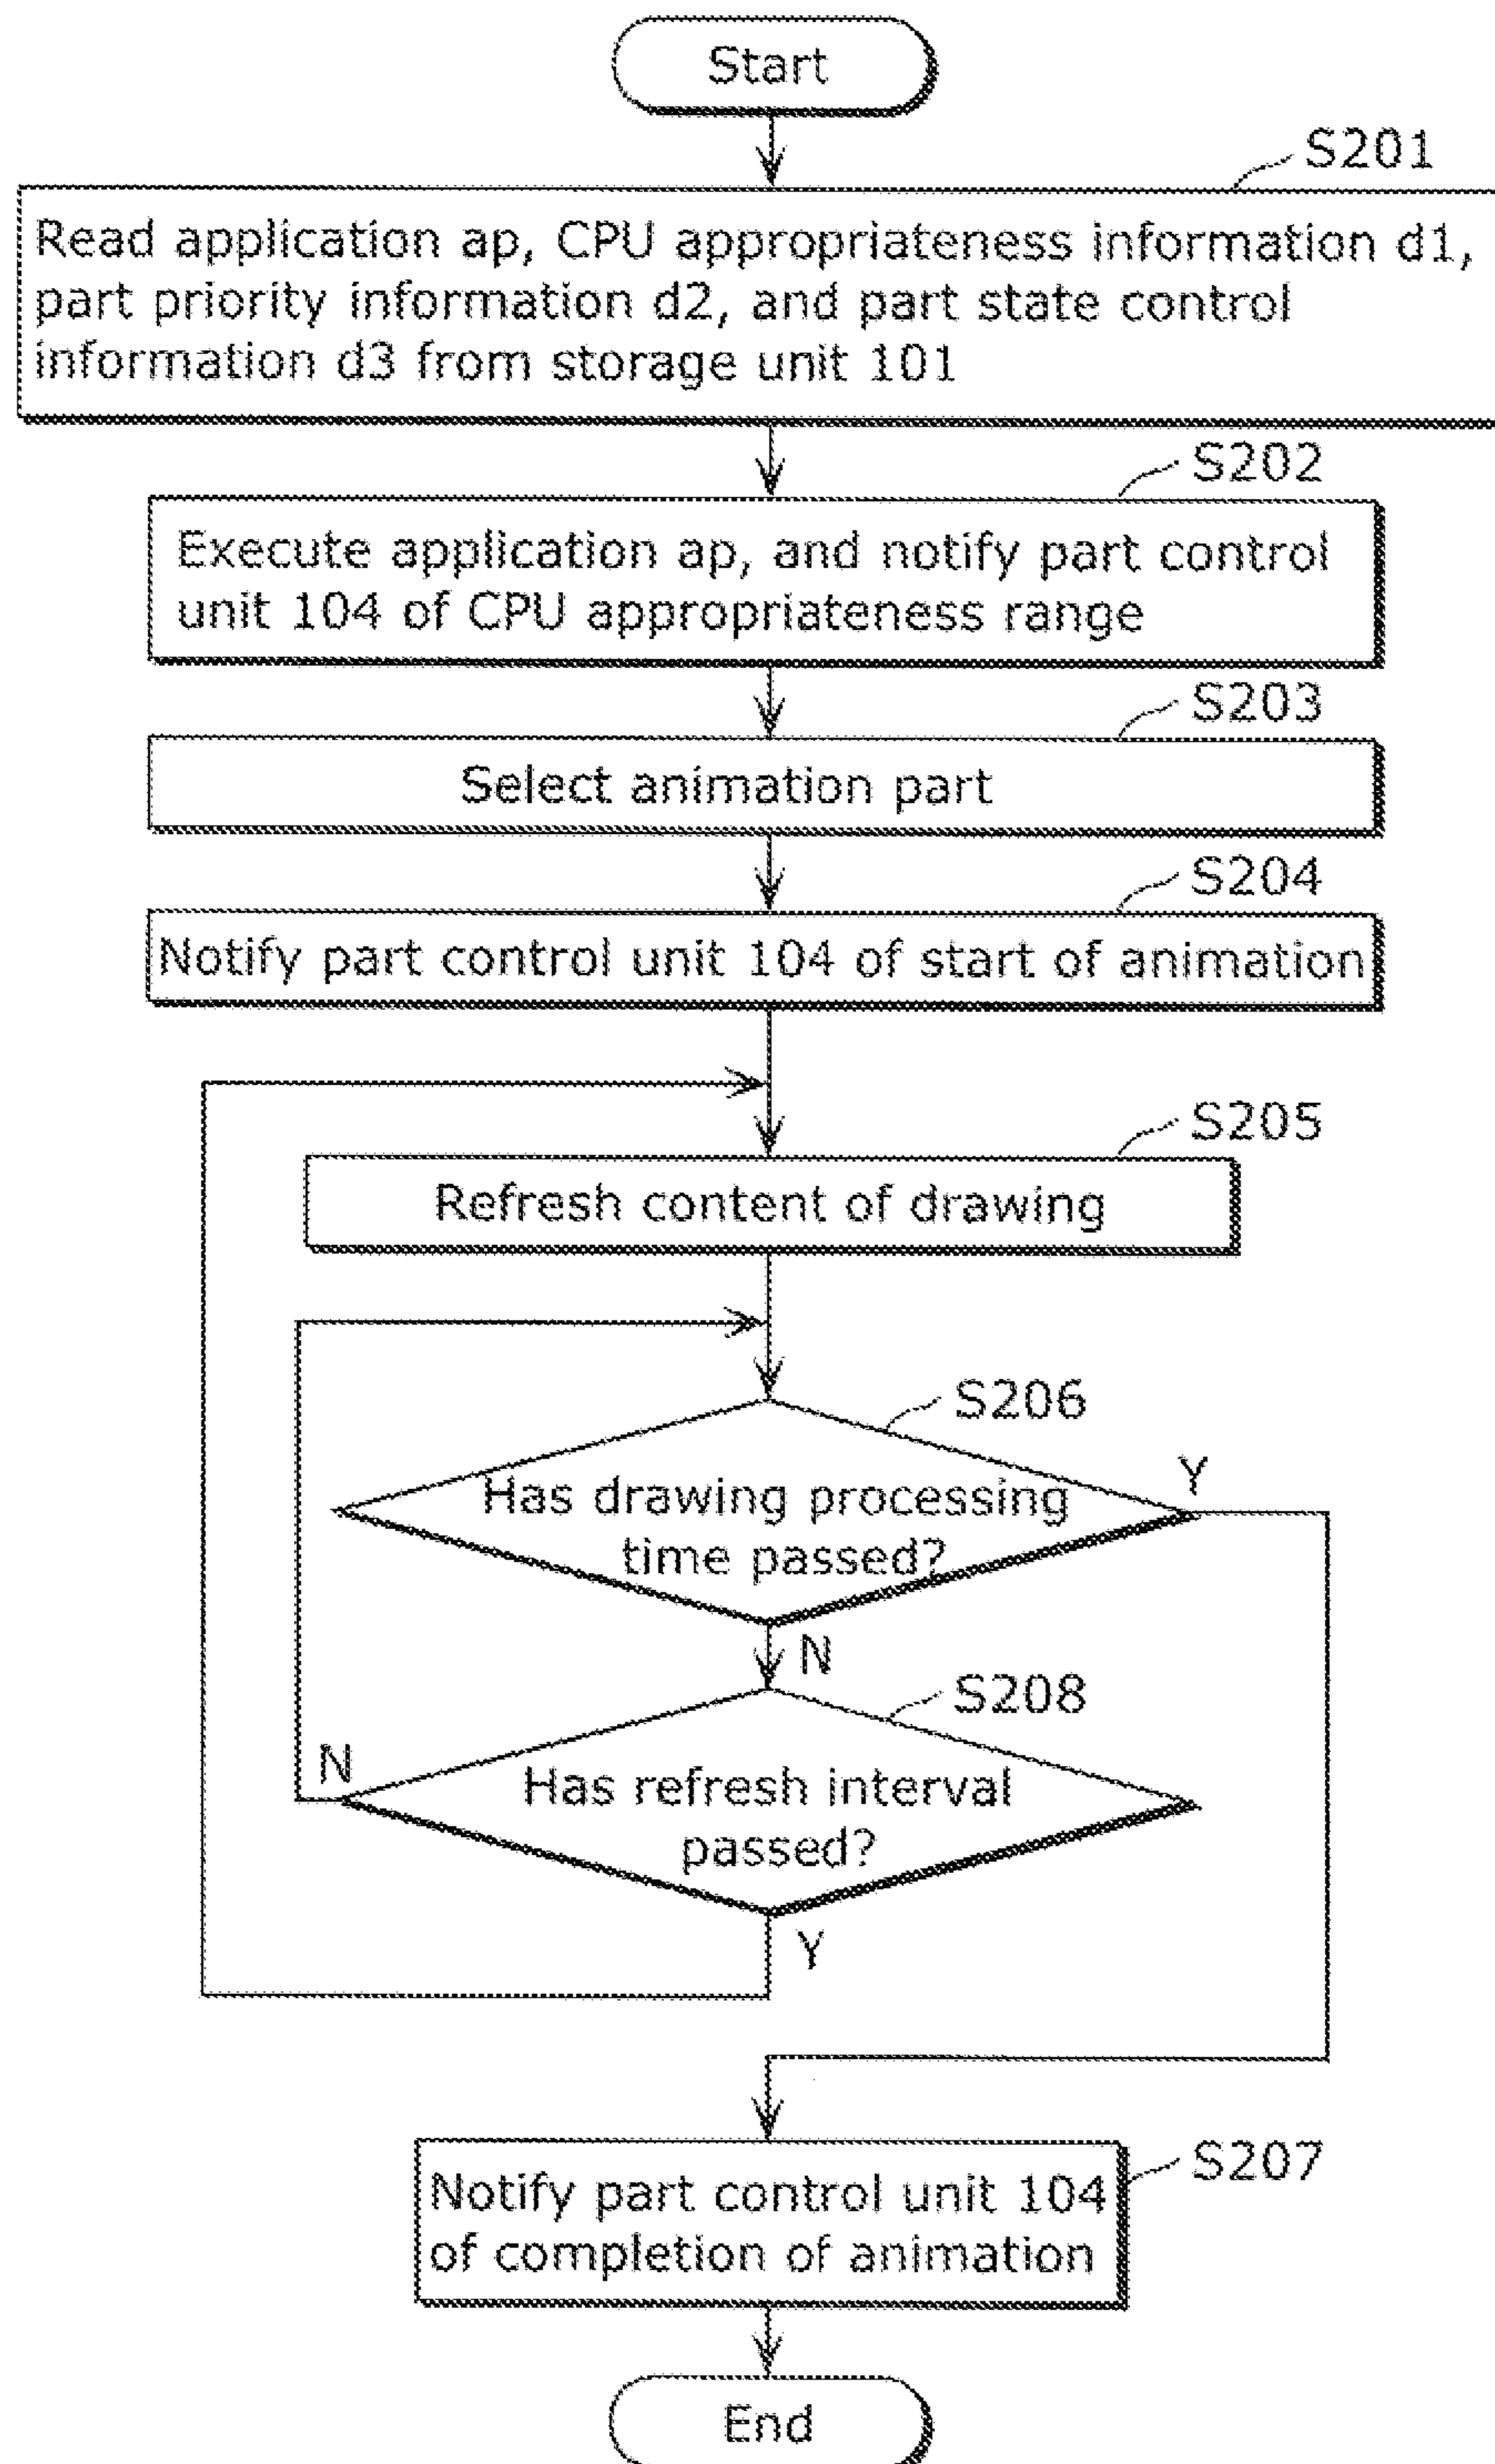 Start
S201
Read application ap, CPU appropriateness information d1,
part priority information d2, and part state control
information d3 from storage unit 101
S202
Execute application ap, and notify part control
unit 104 of CPU appropriateness range
S203
Select animation part
S204
Notify part control unit 104 of start of animation
S205
Refresh content of drawing
S206
Has drawing processing
time passed?
Y
N
S208
Has refresh interval
passed?
N
Y
S207
Notify part control unit 104
of completion of animation
End